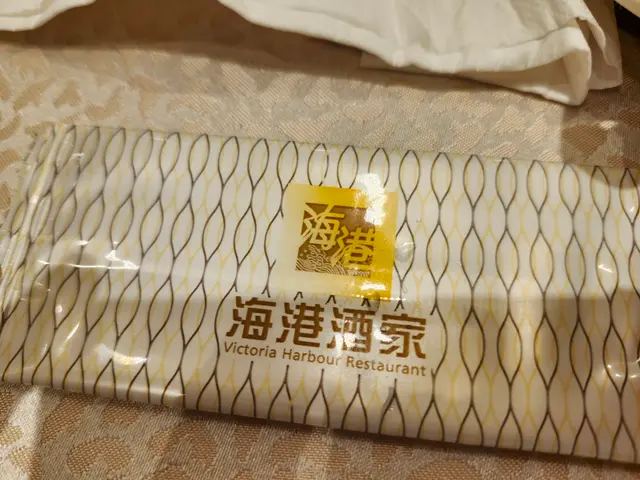 海港
海港酒家
Victoria Harbour Restaurant